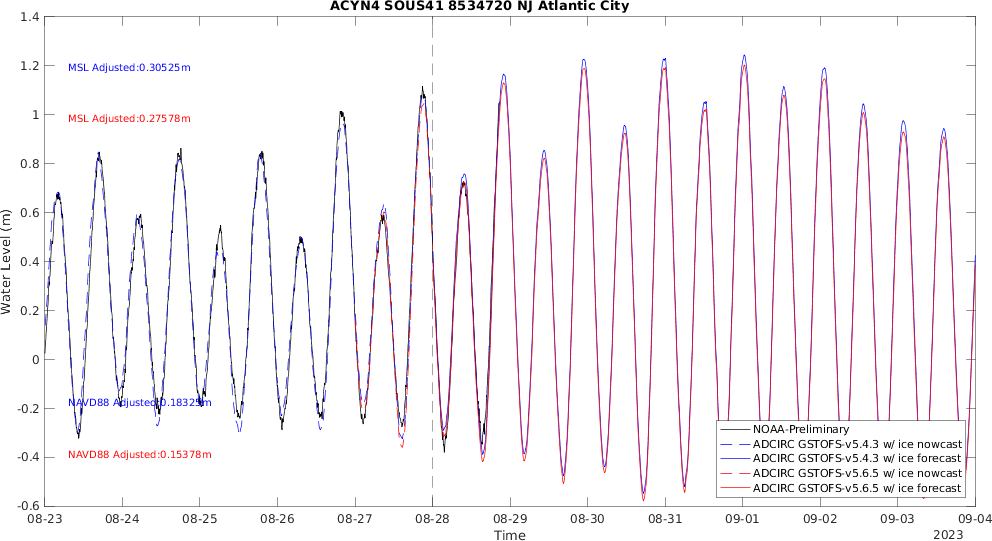 ACYN4 SOUS41 8534720 NJ Atlantic City
1.4
1.2
1
0.8
0.6
0.4
0.2
0
-0.2
-0.4
-0.6
Water Level (m)
MSL Adjusted:0.30525m
MSL Adjusted:0.27578m
NAVD88 Adjusted:0.18325m
NAVD88 Adjusted:0.15378m
NOAA-Preliminary
ADCIRC GSTOFS-v5.4.3 w/ ice nowcast
ADCIRC GSTOFS-v5.4.3 w/ ice forecast
ADCIRC GSTOFS-v5.6.5 w/ ice nowcast
ADCIRC GSTOFS-v5.6.5 w/ ice forecast
08-23 08-24 08-25 08-26 08-27 08-28 08-29 08-30 08-31 09-01 09-02 09-03 09-04
Time
2023